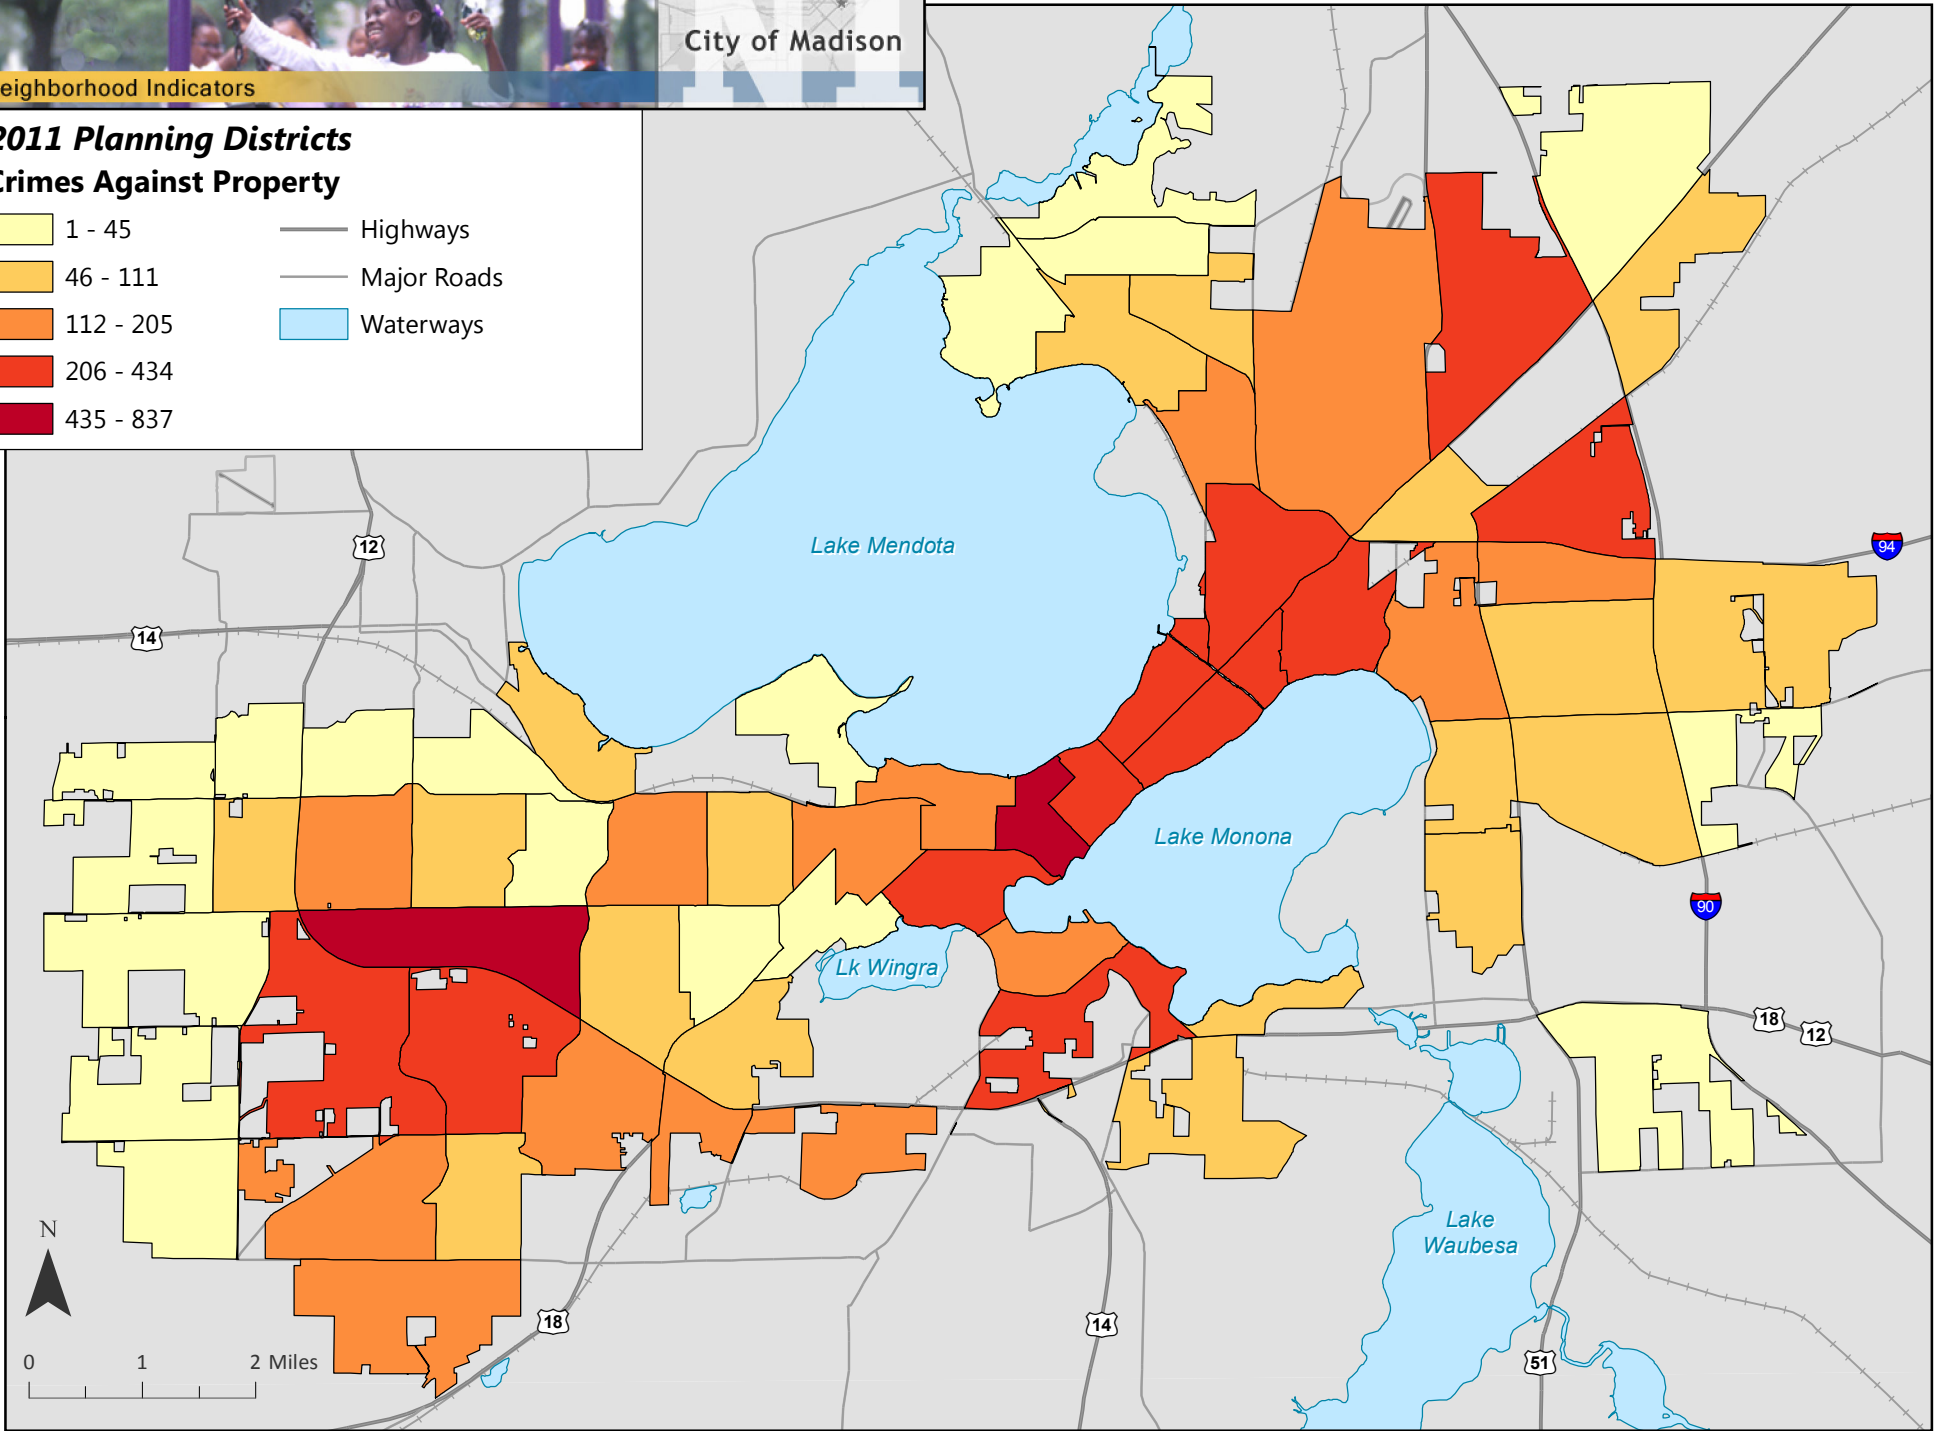 City of Madison
eighborhood Indicators
NI
2011 Planning Districts
Crimes Against Property
1 - 45
Highways
46 - 111
Major Roads
112 - 205
Waterways
206 - 434
435 - 837
12
Lake Mendota
94
14
Lake Monona
90
Lk Wingra
18
12
Lake
Waubesa
N
18
14
0
1
2 Miles
51